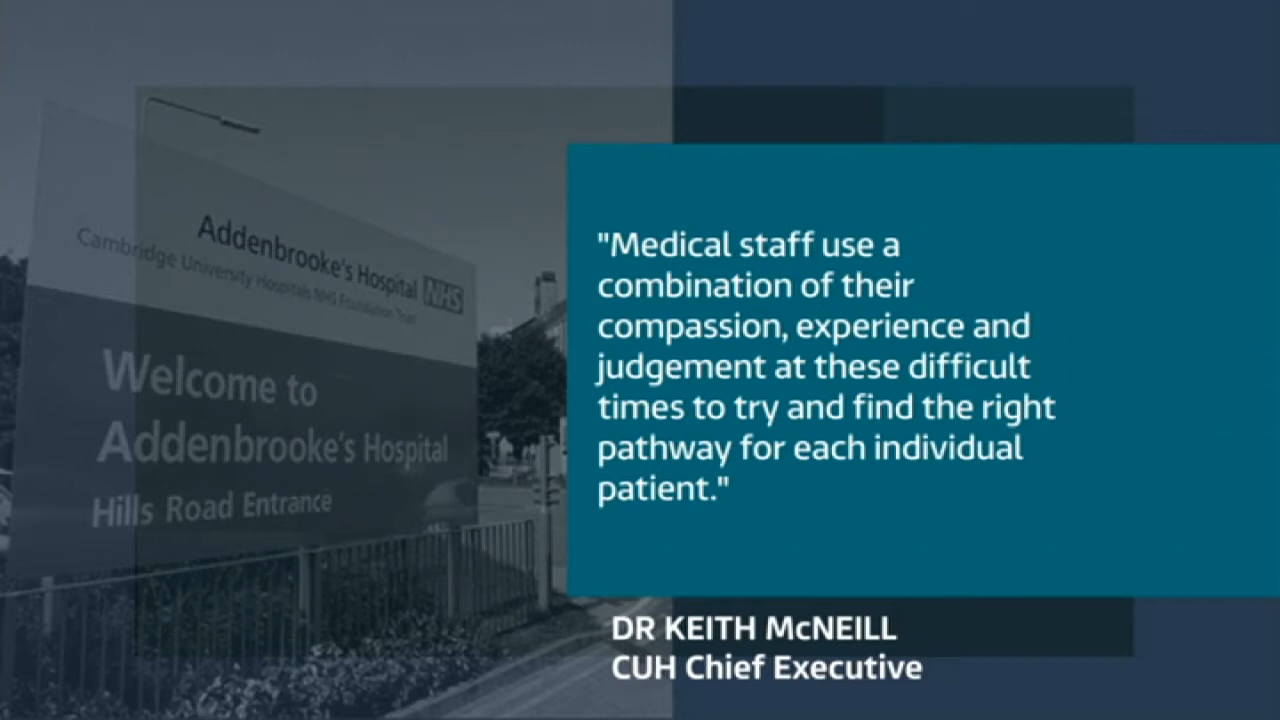 Addenbrooke's Hospital NHS
Cambridge University Hospitals NHS Foundation Trust
Welcome to
Addenbrooke's Hospital
Hills Road Entrance
"Medical staff use a
combination of their
compassion, experience and
judgement at these difficult
times to try and find the right
pathway for each individual
patient."
DR KEITH McNEILL
CUH Chief Executive